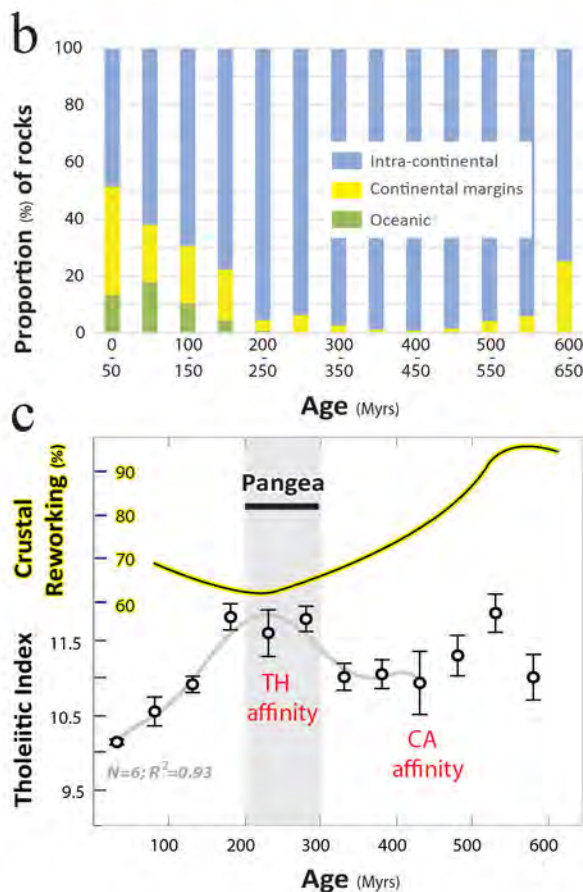 b
Proportion (%) of rocks
100
80
60
40
20
0
Intra-continental
Continental margins
Oceanic
0 100 200 300 400 500 600
- - - - - - -
50 150 250 350 450 550 650
Age (Myrs)
c
Crustal Reworking (%)
90
80
70
60
Pangea
Tholeiitic Index
11.5
10.5
9.5
TH
affinity
CA
affinity
N=6; R²=0.93
100 200 300 400 500 600
Age (Myrs)